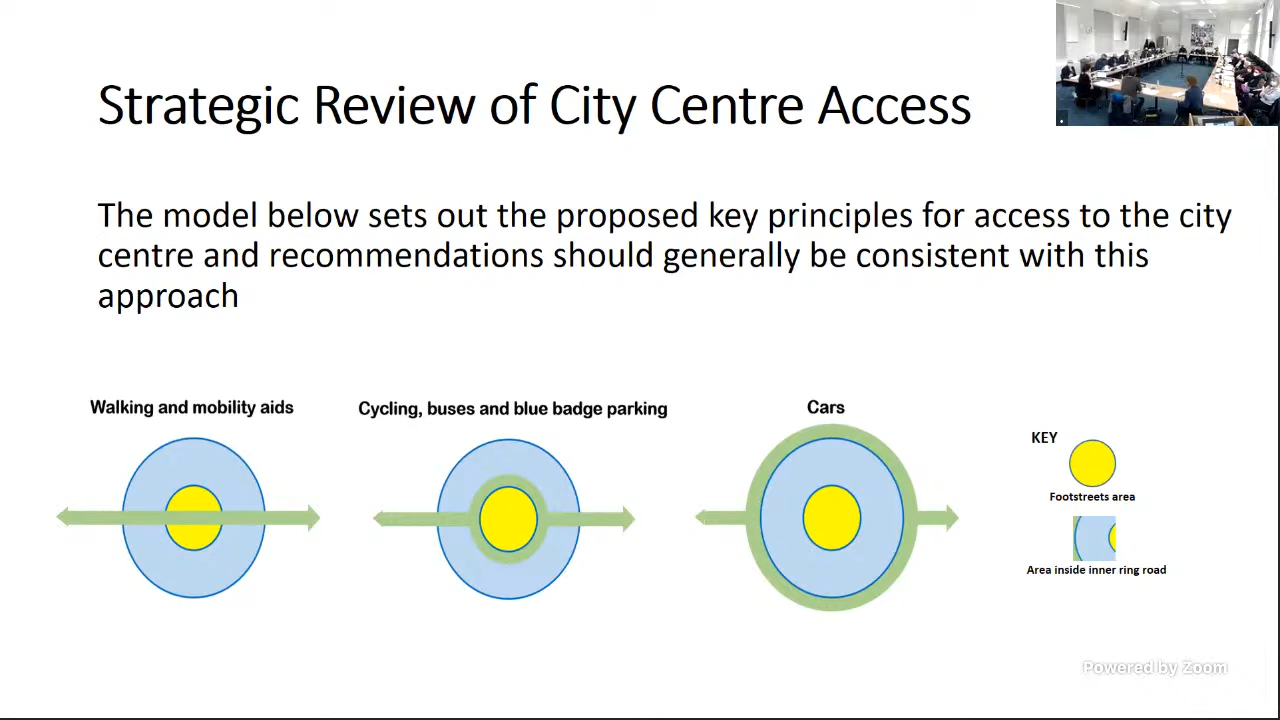 Strategic Review of City Centre Access
The model below sets out the proposed key principles for access to the city
centre and recommendations should generally be consistent with this
approach
Walking and mobility aids
Cycling, buses and blue badge parking
Cars
KEY
Footstreets area
Area inside inner ring road
Powered by Zoom